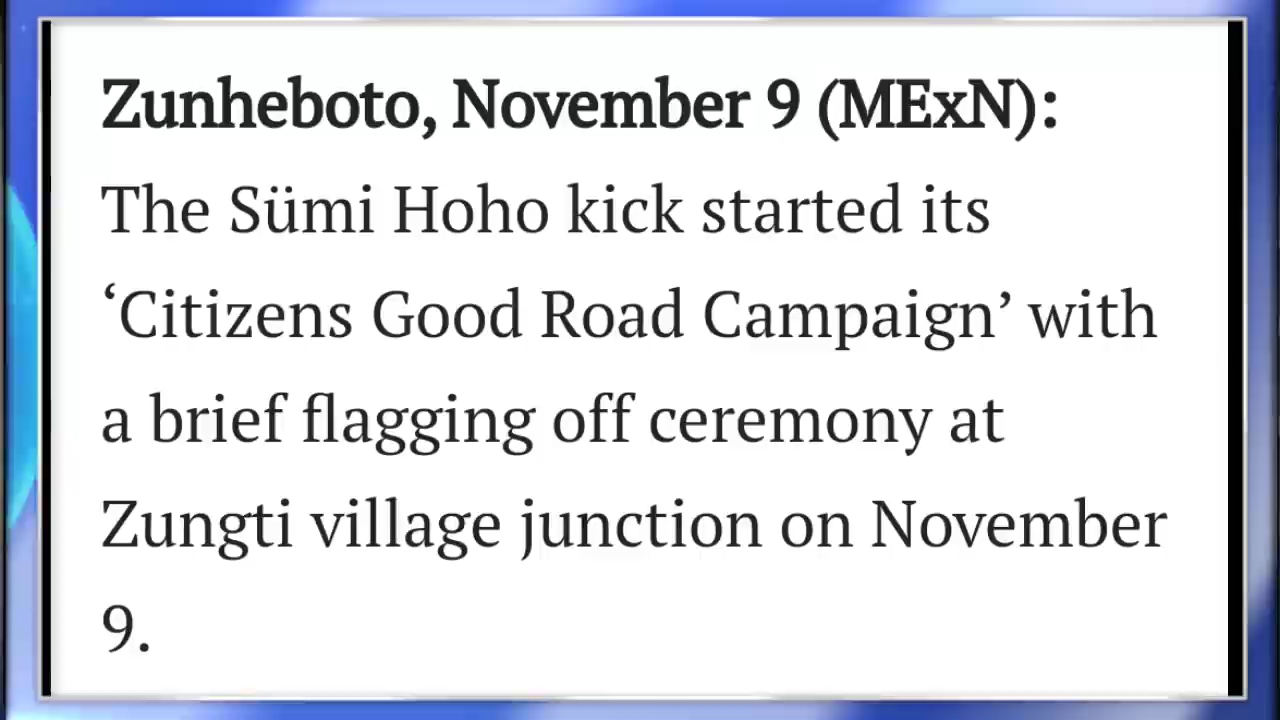 Zunheboto, November 9 (MExN):
The Sümi Hoho kick started its
‘Citizens Good Road Campaign’ with
a brief flagging off ceremony at
Zungti village junction on November
9.